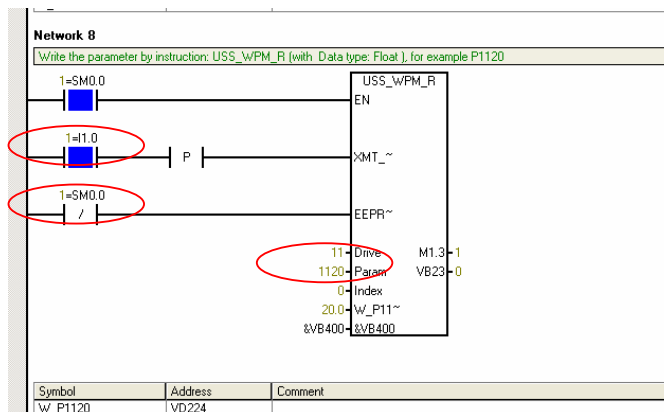 Network 8
Write the parameter by instruction: USS_WPM_R (with Data type: Float ), for example P1120
1=SM0.0
USS_WPM_R
EN
1=I1.0
P
XMT_~
1=SM0.0
/
EEPR~
11 Drive M1.3 1
1120 Param VB23 0
0 Index
20.0 W_P11~
&VB400 &VB400
Symbol Address Comment
W_P1120 VD224